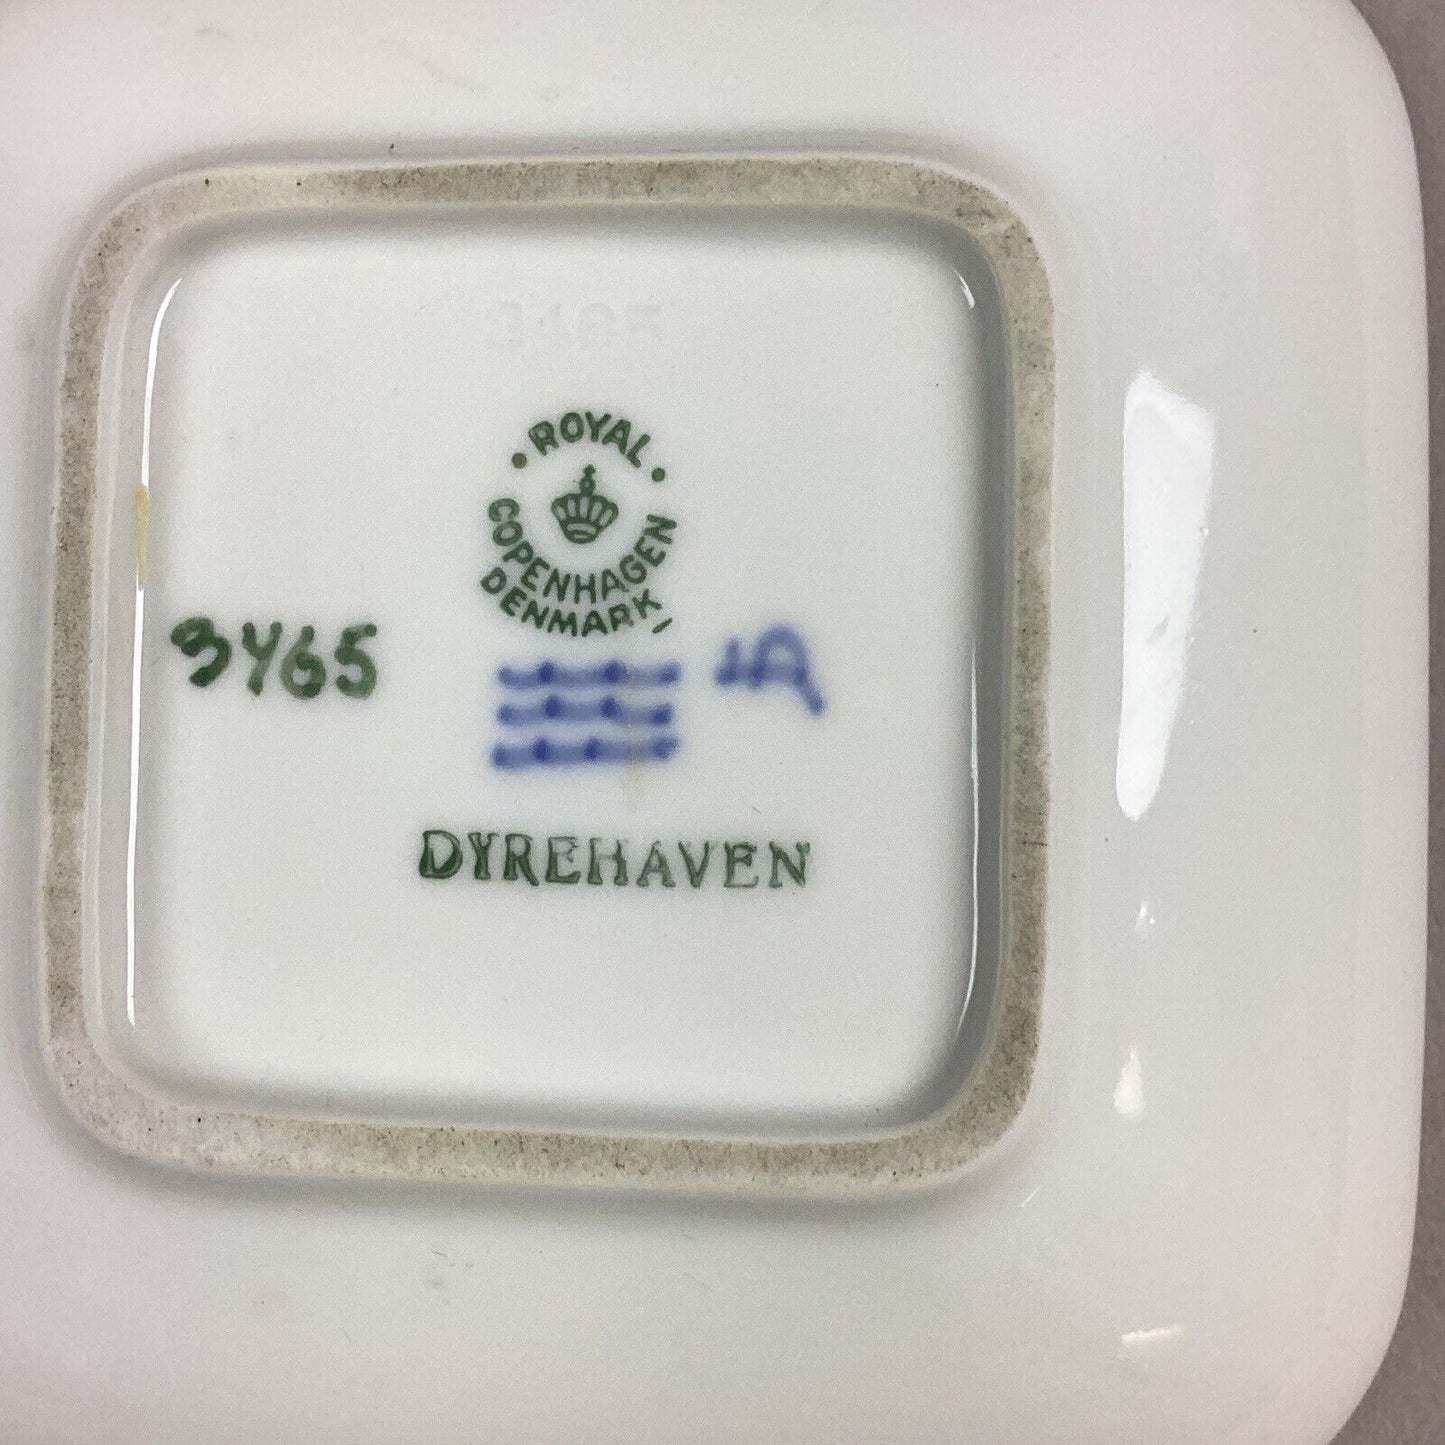 · ROYAL ·
COPENHAGEN
DENMARK
3465
DYREHAVEN